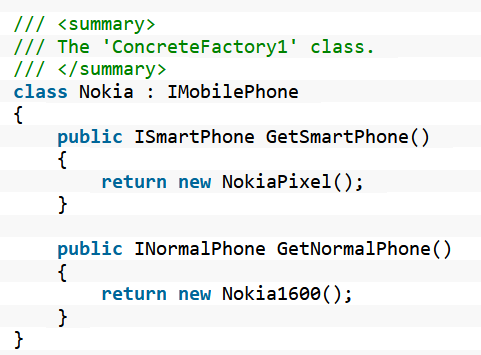 /// <summary>
/// The 'ConcreteFactory1' class.
/// </summary>
class Nokia : IMobilePhone
{
    public ISmartPhone GetSmartPhone()
    {
        return new NokiaPixel();
    }

    public INormalPhone GetNormalPhone()
    {
        return new Nokia1600();
    }
}